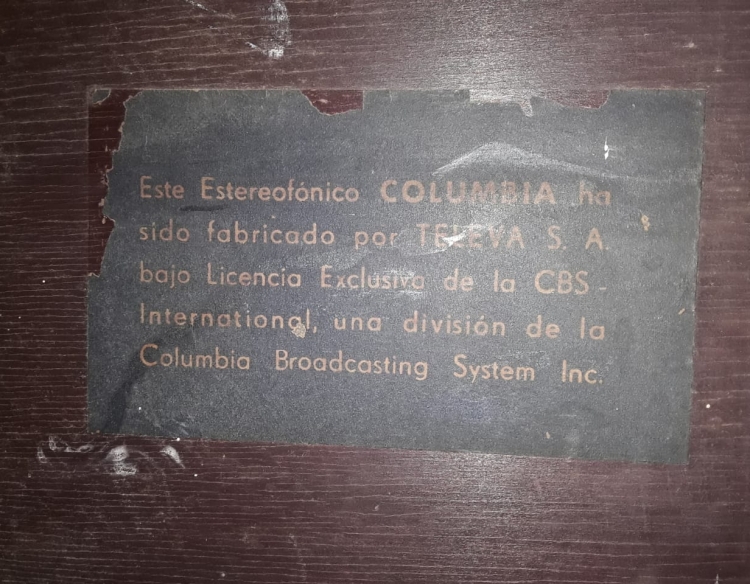 Este Estereofónico COLUMBIA ha
sido fabricado por TELEVA S. A.
bajo Licencia Exclusiva de la CBS-
International, una división de la
Columbia Broadcasting System Inc.